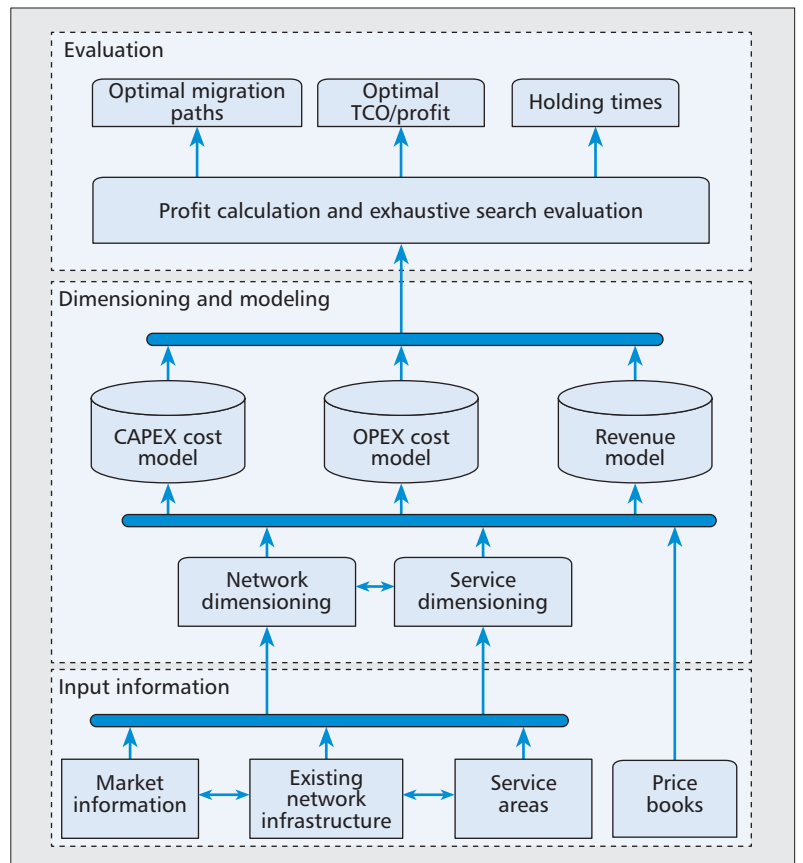 Evaluation
Optimal migration
paths
Optimal
TCO/profit
Holding times
Profit calculation and exhaustive search evaluation
Dimensioning and modeling
CAPEX cost
model
OPEX cost
model
Revenue
model
Network
dimensioning
Service
dimensioning
Input information
Market
information
Existing
network
infrastructure
Service
areas
Price
books